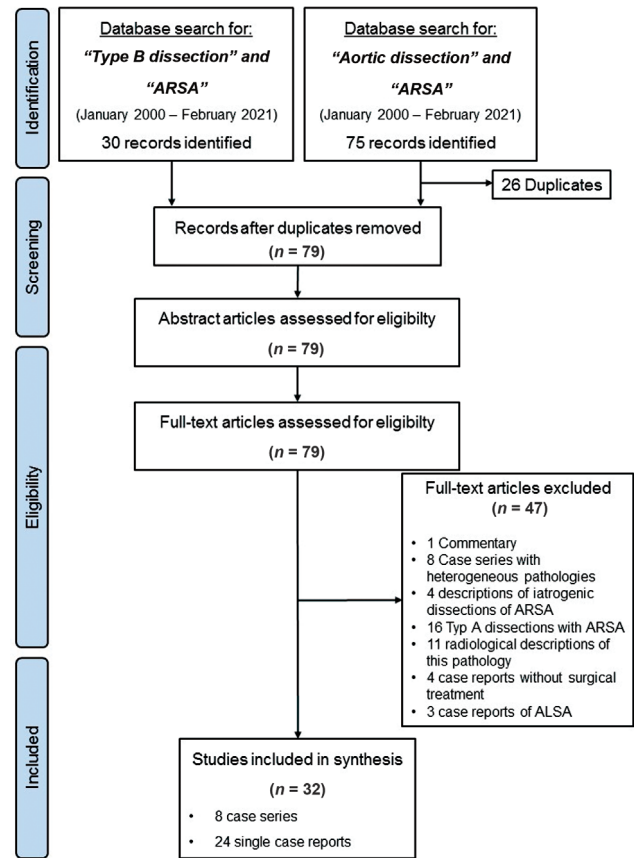 Identification
Database search for:
“Type B dissection” and
“ARSA”
(January 2000 – February 2021)
30 records identified
Database search for:
“Aortic dissection” and
“ARSA”
(January 2000 – February 2021)
75 records identified
26 Duplicates
Screening
Records after duplicates removed
(n = 79)
Abstract articles assessed for eligibilty
(n = 79)
Eligibility
Full-text articles assessed for eligibilty
(n = 79)
Full-text articles excluded
(n = 47)
• 1 Commentary
• 8 Case series with
heterogeneous pathologies
• 4 descriptions of iatrogenic
dissections of ARSA
• 16 Typ A dissections with ARSA
• 11 radiological descriptions of
this pathology
• 4 case reports without surgical
treatment
• 3 case reports of ALSA
Included
Studies included in synthesis
(n = 32)
• 8 case series
• 24 single case reports